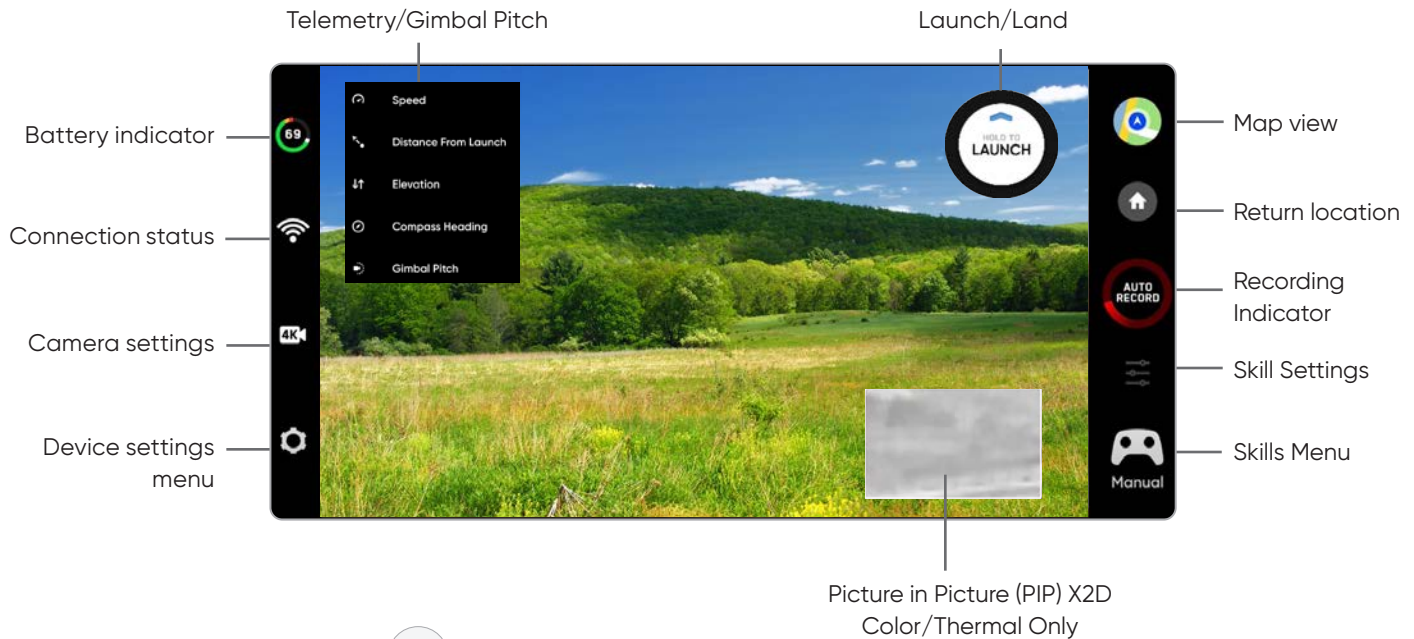 Telemetry/Gimbal Pitch
Launch/Land
Battery indicator
Connection status
Camera settings
Device settings
menu
69
4K
Speed
Distance From Launch
Elevation
Compass Heading
Gimbal Pitch
HOLD TO
LAUNCH
AUTO
RECORD
Manual
Map view
Return location
Recording
Indicator
Skill Settings
Skills Menu
Picture in Picture (PIP) X2D
Color/Thermal Only